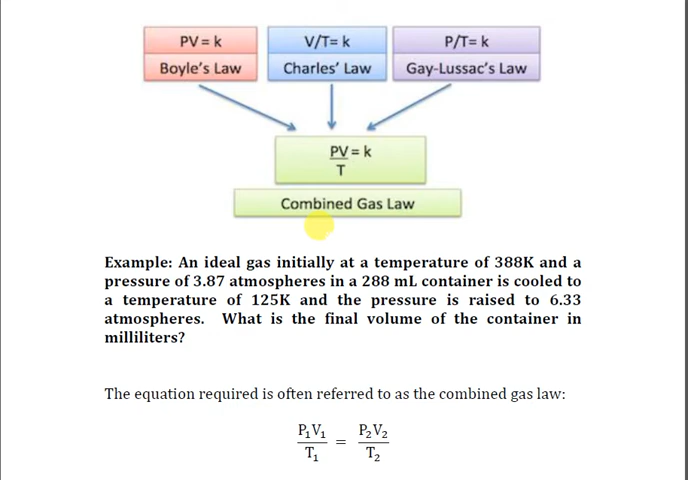 PV = k
V/T= k
P/T= k
Boyle's Law
Charles' Law
Gay-Lussac's Law
PV = k
T
Combined Gas Law
Example: An ideal gas initially at a temperature of 388K and a
pressure of 3.87 atmospheres in a 288 mL container is cooled to
a temperature of 125K and the pressure is raised to 6.33
atmospheres. What is the final volume of the container in
milliliters?
The equation required is often referred to as the combined gas law:
P₁V₁ = P₂V₂
T₁ T₂